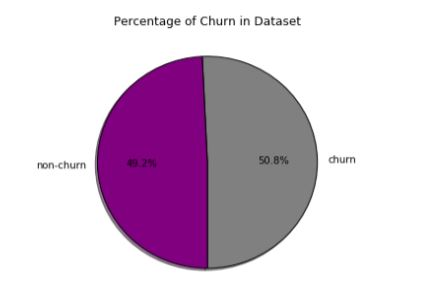 Percentage of Churn in Dataset
non-churn
49.2%
50.8%
churn